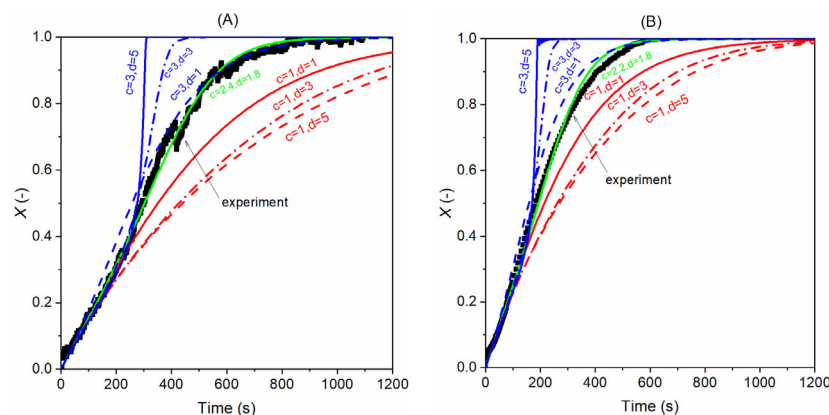 (A)
1.0
0.8
0.6
0.4
0.2
0.0
X (-)
0
200
400
600
800
1000
1200
Time (s)
c=3,d=5
c=3,d=3
c=3,d=1
c=2.4,d=1.8
c=1,d=1
c=1,d=3
c=1,d=5
experiment
(B)
1.0
0.8
0.6
0.4
0.2
0.0
X (-)
0
200
400
600
800
1000
1200
Time (s)
c=3,d=5
c=3,d=3
c=3,d=1
c=2.2,d=1.8
c=1,d=1
c=1,d=3
c=1,d=5
experiment